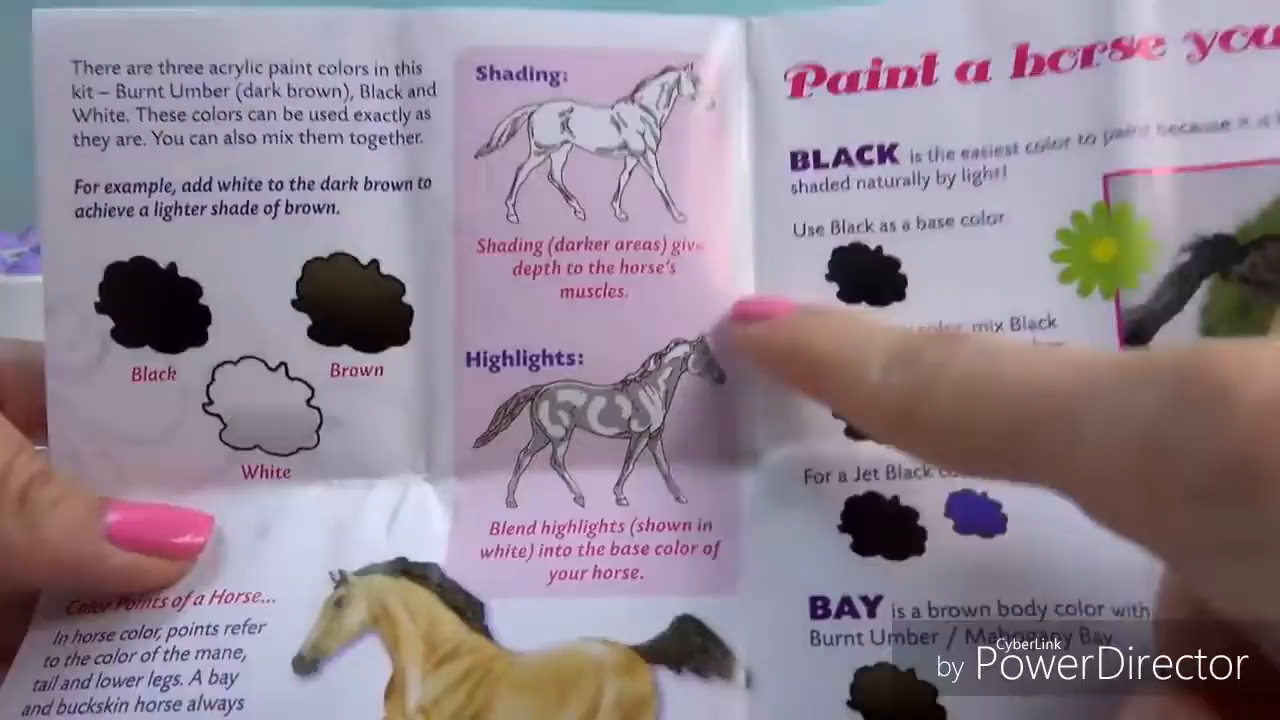 There are three acrylic paint colors in this
kit – Burnt Umber (dark brown), Black and
White. These colors can be used exactly as
they are. You can also mix them together.
For example, add white to the dark brown to
achieve a lighter shade of brown.
Black
Brown
White
Color Points of a Horse...
In horse color, points refer
to the color of the mane,
tail and lower legs. A bay
and buckskin horse always
Shading:
Shading (darker areas) give
depth to the horse's
muscles.
Highlights:
Blend highlights (shown in
white) into the base color of
your horse.
Paint a horse you
BLACK is the easiest color to paint because it is
shaded naturally by light!
Use Black as a base color
color, mix Black
For a Jet Black
BAY is a brown body color with
Burnt Umber / Mahogany Bay
CyberLink
by PowerDirector